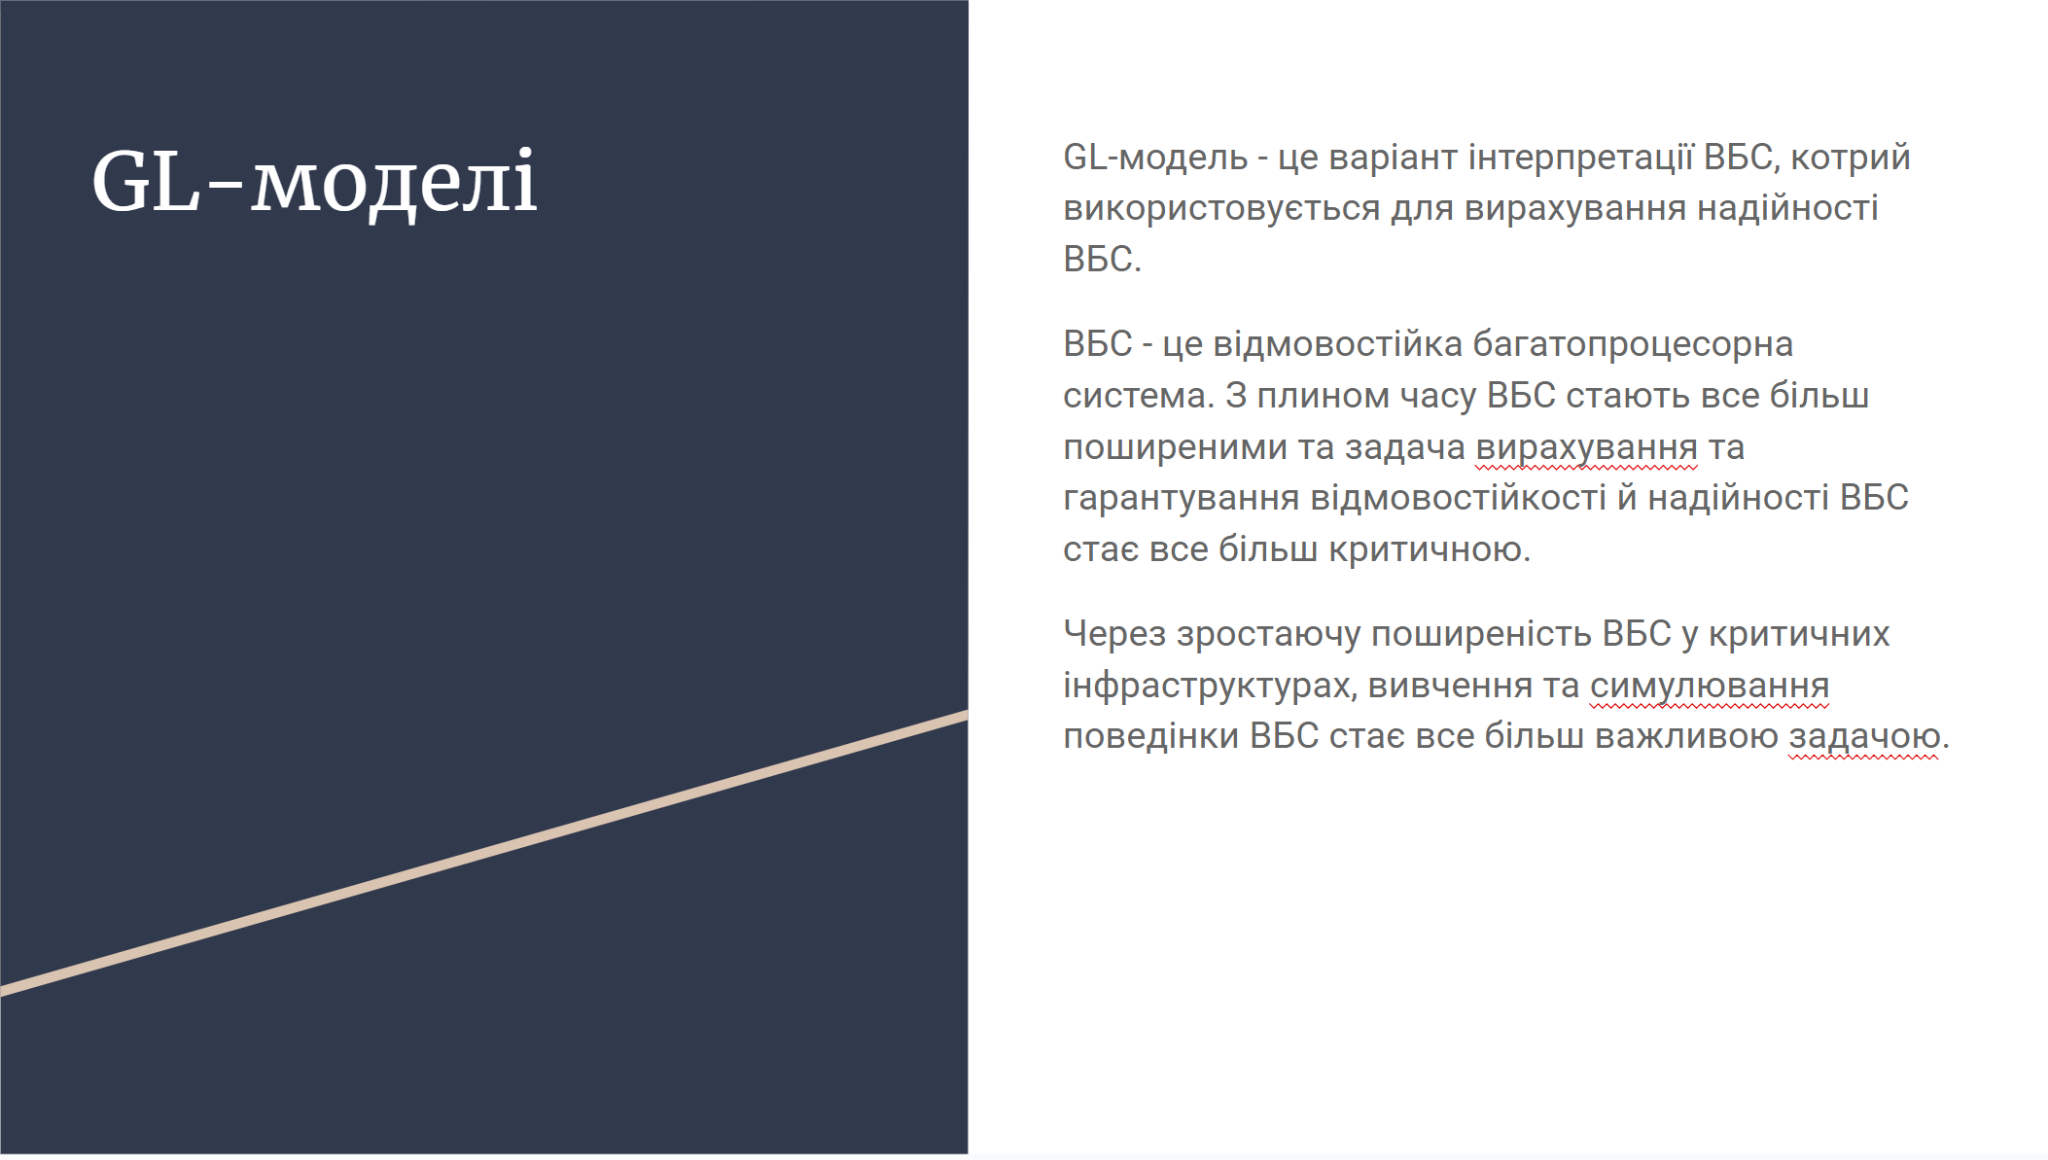 GL-моделі
GL-модель - це варіант інтерпретації ВБС, котрий
використовується для вирахування надійності
ВБС.
ВБС - це відмовостійка багатопроцесорна
система. З плином часу ВБС стають все більш
поширеними та задача вирахування та
гарантування відмовостійкості й надійності ВБС
стає все більш критичною.
Через зростаючу поширеність ВБС у критичних
інфраструктурах, вивчення та симулювання
поведінки ВБС стає все більш важливою задачою.